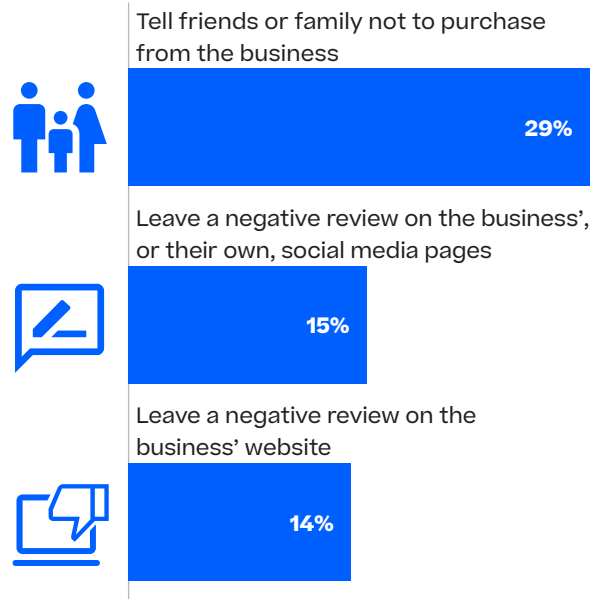 Tell friends or family not to purchase
from the business
29%
Leave a negative review on the business’,
or their own, social media pages
15%
Leave a negative review on the
business’ website
14%